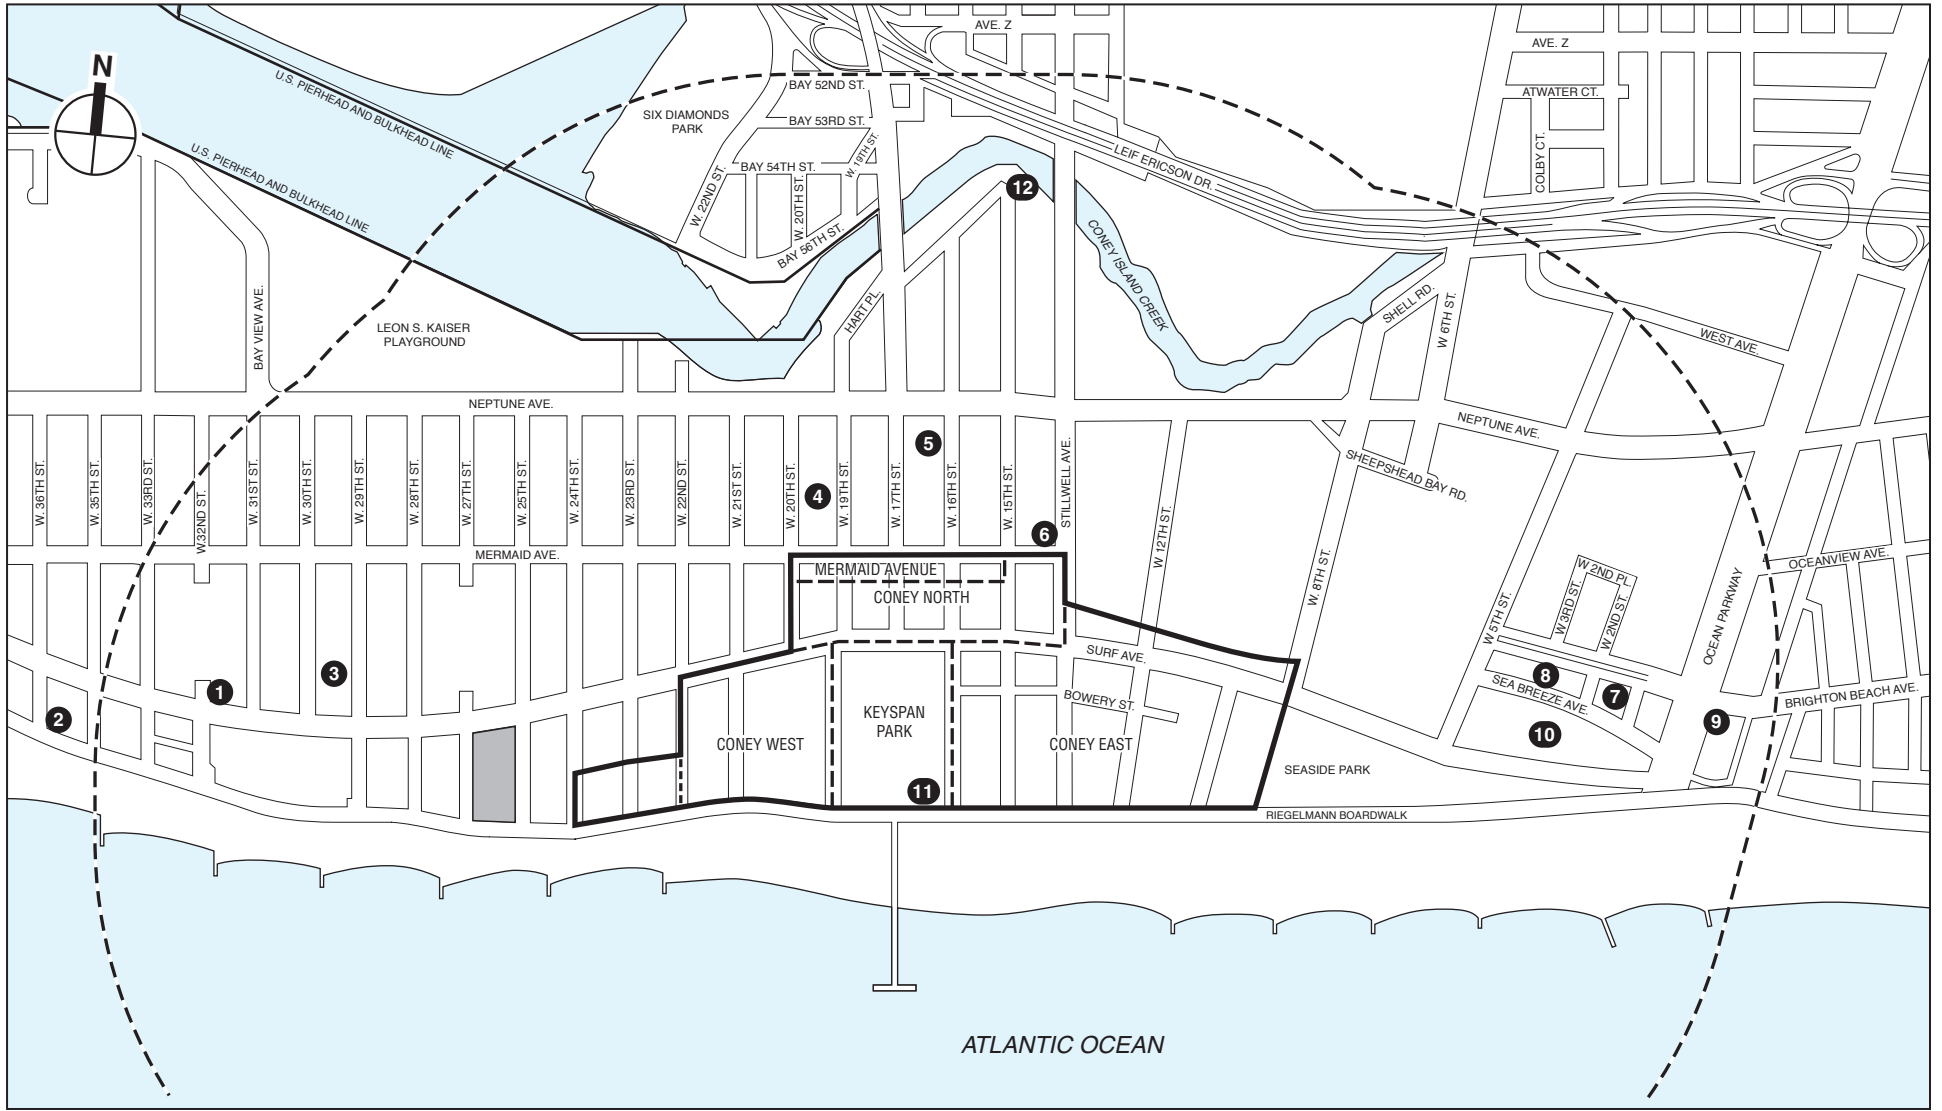 AVE. Z
AVE. Z
N
U.S. PIERHEAD AND BULKHEAD LINE
BAY 52ND ST.
ATWATER CT.
SIX DIAMONDS
PARK
BAY 53RD ST.
W. 19TH ST.
LEIF ERICSON DR.
COLBY CT.
U.S. PIERHEAD AND BULKHEAD LINE
BAY 54TH ST.
W. 22ND ST.
W. 20TH ST.
12
BAY 56TH ST.
CONEY ISLAND CREEK
BAY VIEW AVE.
LEON S. KAISER
PLAYGROUND
HART PL.
SHELL RD.
W 6TH ST.
WEST AVE.
NEPTUNE AVE.
NEPTUNE AVE.
5
SHEEPSHEAD BAY RD.
W. 36TH ST.
W. 35TH ST.
W. 33RD ST.
W.32ND ST.
W. 31ST ST.
W. 30TH ST.
W. 29TH ST.
W. 28TH ST.
W. 27TH ST.
W. 25TH ST.
W. 24TH ST.
W. 23RD ST.
W. 22ND ST.
W. 21ST ST.
W. 20TH ST.
4
W. 19TH ST.
W. 17TH ST.
W. 16TH ST.
W. 15TH ST.
6
STILLWELL AVE.
W 12TH ST.
W. 8TH ST.
MERMAID AVE.
MERMAID AVENUE
CONEY NORTH
OCEANVIEW AVE.
W 2ND PL.
W 3RD ST.
W 2ND ST.
W 5TH ST.
OCEAN PARKWAY
SURF AVE.
3
1
2
8
7
SEA BREEZE AVE.
BRIGHTON BEACH AVE.
BOWERY ST.
KEYSPAN
PARK
9
10
CONEY WEST
CONEY EAST
SEASIDE PARK
11
RIEGELMANN BOARDWALK
ATLANTIC OCEAN